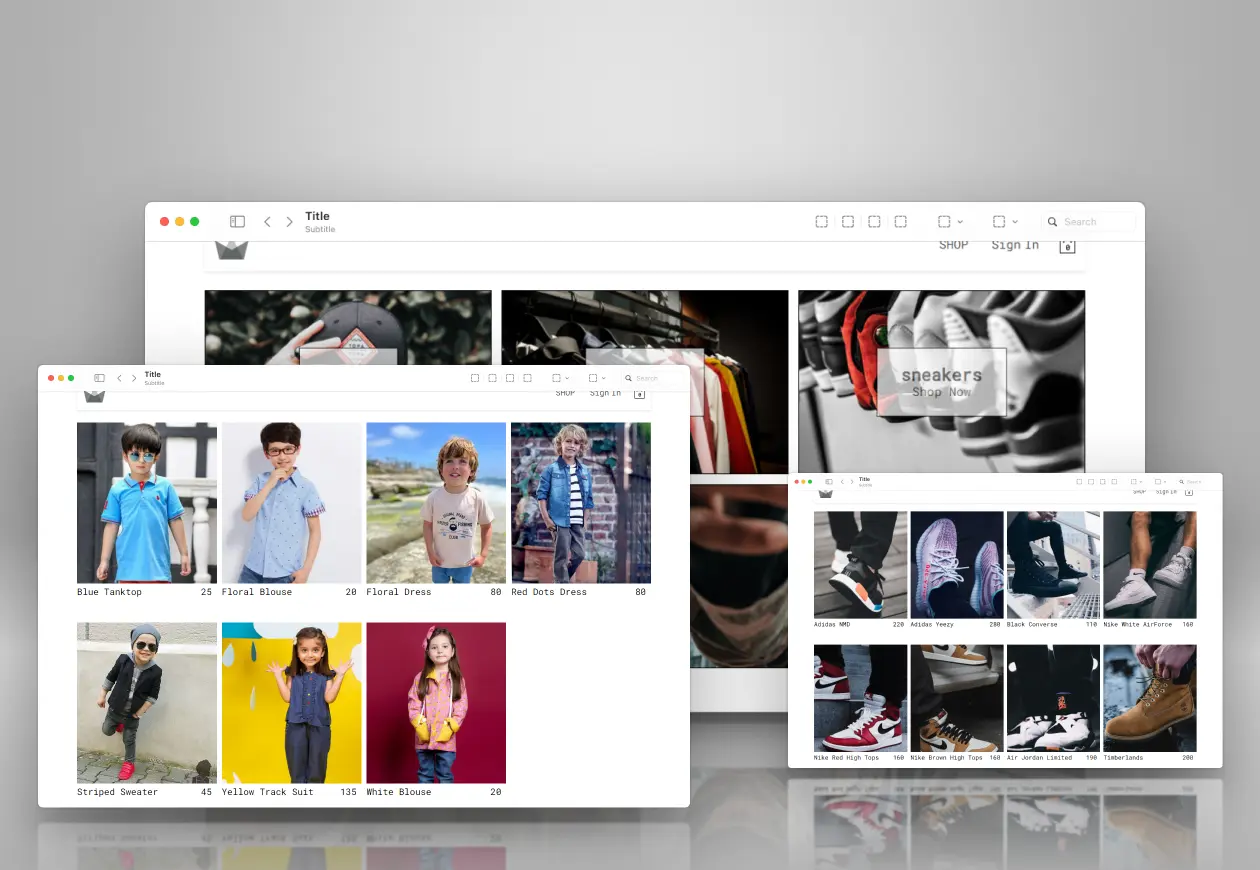 Title
Subtitle
Search
SHOP
Sign In
0
sneakers
Shop Now
Title
Subtitle
Search
SHOP
Sign In
0
Blue Tanktop 25
Floral Blouse 20
Floral Dress 80
Red Dots Dress 80
Striped Sweater 45
Yellow Track Suit 135
White Blouse 20
Title
Subtitle
Search
SHOP
Sign In
Adidas NMD 220
Adidas Yeezy 280
Black Converse 110
Nike White AirForce 160
Nike Red High Tops 160
Nike Brown High Tops 160
Air Jordan Limited 190
Timberlands 200